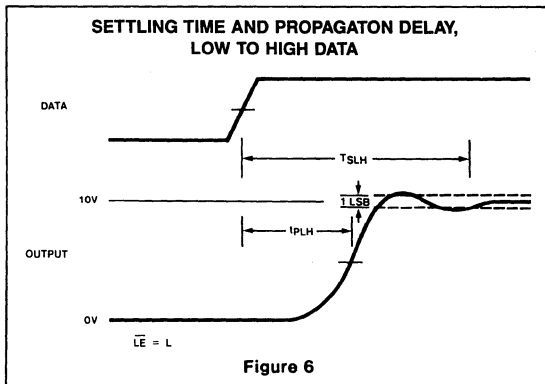 SETTLING TIME AND PROPAGATON DELAY,
LOW TO HIGH DATA
DATA
TSLH
10V
1 LSB
tPLH
OUTPUT
0V
L̅E̅ = L
Figure 6